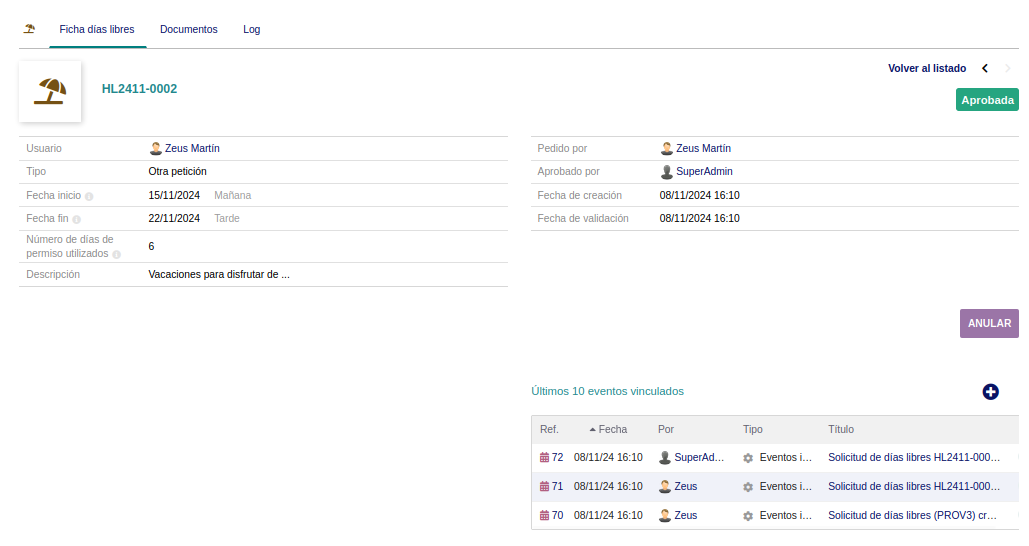 Ficha días libres Documentos Log
Volver al listado
HL2411-0002
Aprobada
Usuario Zeus Martín
Tipo Otra petición
Fecha inicio 15/11/2024 Mañana
Fecha fin 22/11/2024 Tarde
Número de días de
permiso utilizados 6
Descripción Vacaciones para disfrutar de ...
Pedido por Zeus Martín
Aprobado por SuperAdmin
Fecha de creación 08/11/2024 16:10
Fecha de validación 08/11/2024 16:10
ANULAR
Últimos 10 eventos vinculados
Ref. Fecha Por Tipo Título
72 08/11/24 16:10 SuperAd... Eventos i... Solicitud de días libres HL2411-000...
71 08/11/24 16:10 Zeus Eventos i... Solicitud de días libres HL2411-000...
70 08/11/24 16:10 Zeus Eventos i... Solicitud de días libres (PROV3) cr...